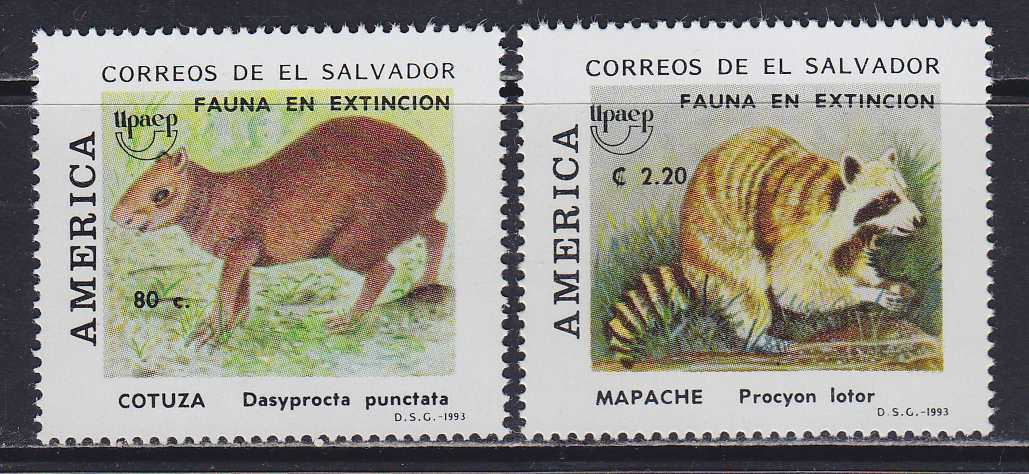 CORREOS DE EL SALVADOR
FAUNA EN EXTINCION
upaep
AMERICA
80 c.
COTUZA Dasyprocta punctata
D.S.G.-1993
CORREOS DE EL SALVADOR
FAUNA EN EXTINCION
upaep
₡ 2.20
AMERICA
MAPACHE Procyon lotor
D.S.G.-1993